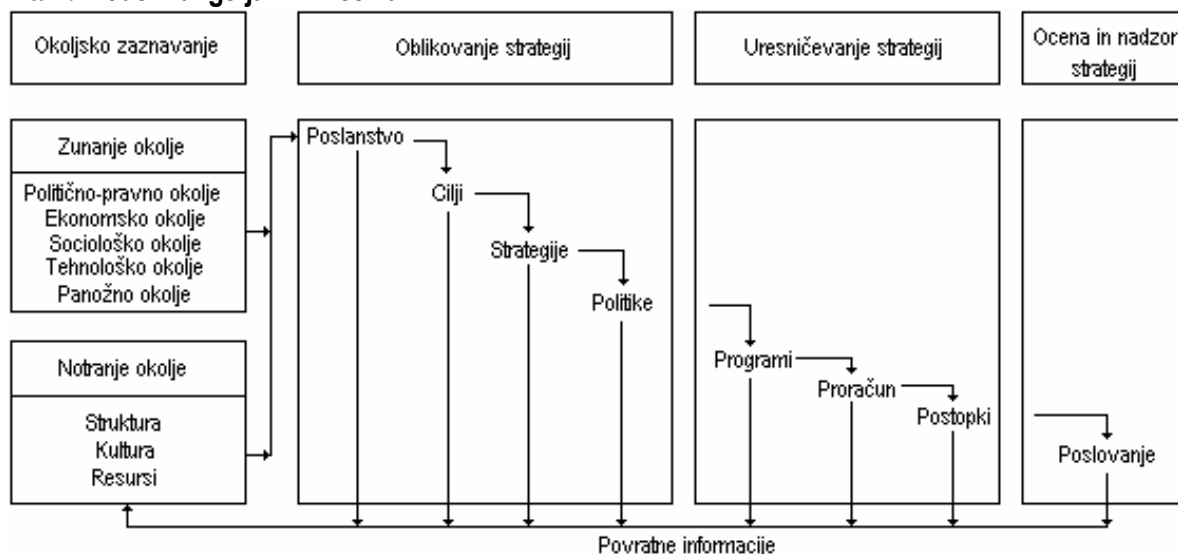 Okoljsko zaznavanje
Oblikovanje strategij
Uresničevanje strategij
Ocena in nadzor
strategij
Zunanje okolje
Politično-pravno okolje
Ekonomsko okolje
Sociološko okolje
Tehnološko okolje
Panožno okolje
Notranje okolje
Struktura
Kultura
Resursi
Poslanstvo
Cilji
Strategije
Politike
Programi
Proračun
Postopki
Poslovanje
Povratne informacije